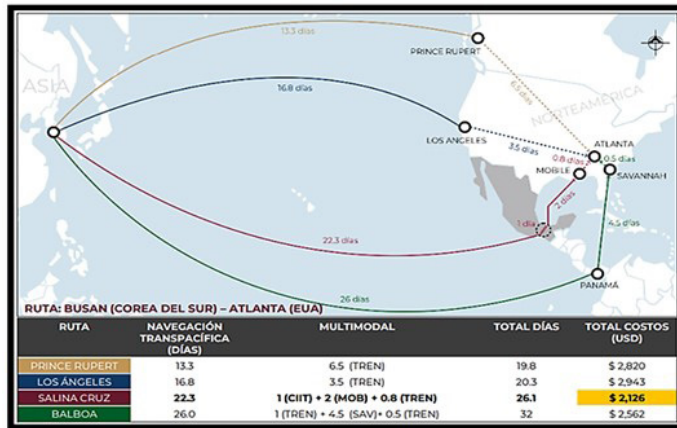 13.3 días
PRINCE RUPERT
ASIA
6.5 días
NORTEAMERICA
16.8 días
LOS ANGELES
3.5 días
ATLANTA
0.8 días
0.5 días
MOBILE
SAVANNAH
2 días
1 día
4.5 días
22.3 días
26 días
PANAMÁ
RUTA: BUSAN (COREA DEL SUR) – ATLANTA (EUA)
RUTA NAVEGACIÓN TRANSPACÍFICA (DÍAS) MULTIMODAL TOTAL DÍAS TOTAL COSTOS (USD)
PRINCE RUPERT 13.3 6.5 (TREN) 19.8 $ 2,820
LOS ÁNGELES 16.8 3.5 (TREN) 20.3 $ 2,943
SALINA CRUZ 22.3 1 (CIIT) + 2 (MOB) + 0.8 (TREN) 26.1 $ 2,126
BALBOA 26.0 1 (TREN) + 4.5 (SAV)+ 0.5 (TREN) 32 $ 2,562